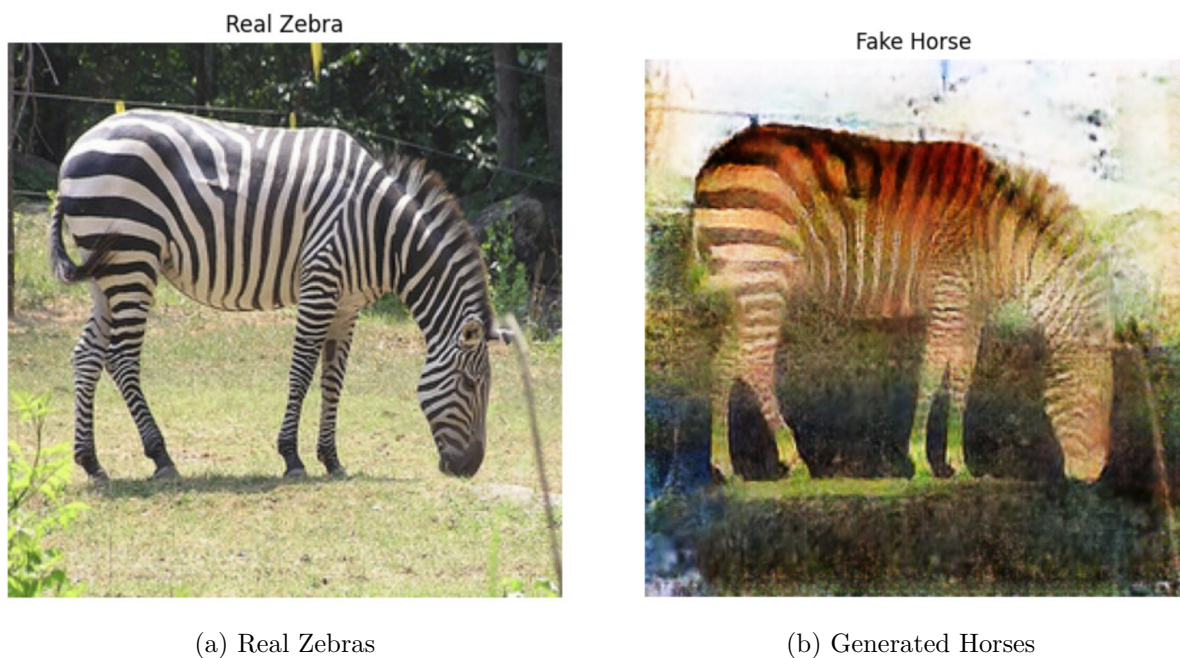 Real Zebra
Fake Horse
(a) Real Zebras
(b) Generated Horses